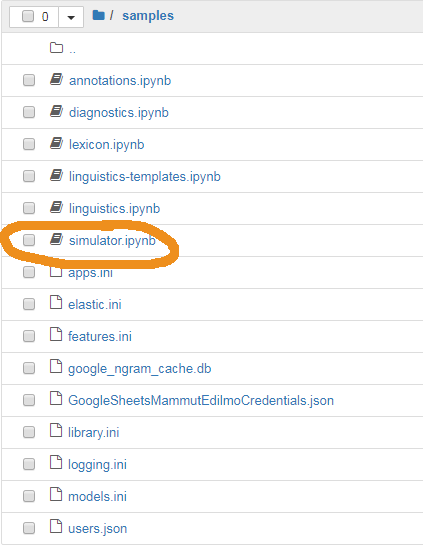 0 / samples
..
annotations.ipynb
diagnostics.ipynb
lexicon.ipynb
linguistics-templates.ipynb
linguistics.ipynb
simulator.ipynb
apps.ini
elastic.ini
features.ini
google_ngram_cache.db
GoogleSheetsMammutEdilmoCredentials.json
library.ini
logging.ini
models.ini
users.json